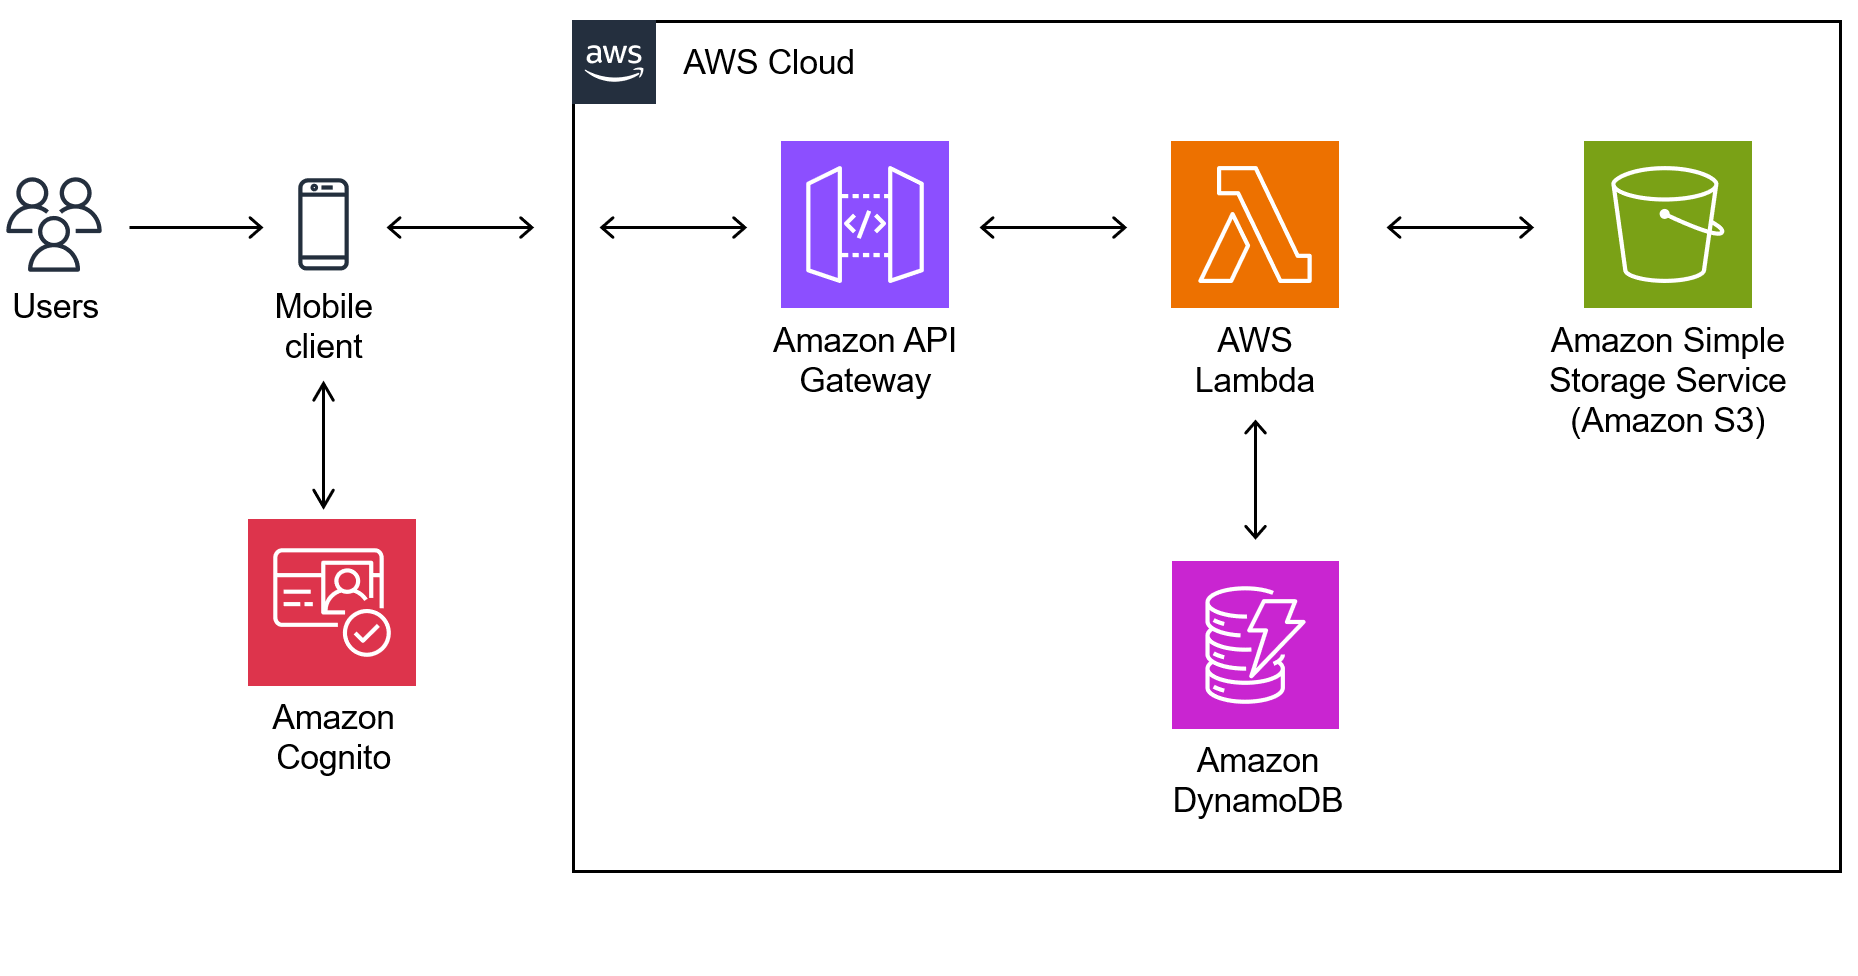 aws
AWS Cloud
Users
Mobile
client
Amazon API
Gateway
AWS
Lambda
Amazon Simple
Storage Service
(Amazon S3)
Amazon
Cognito
Amazon
DynamoDB